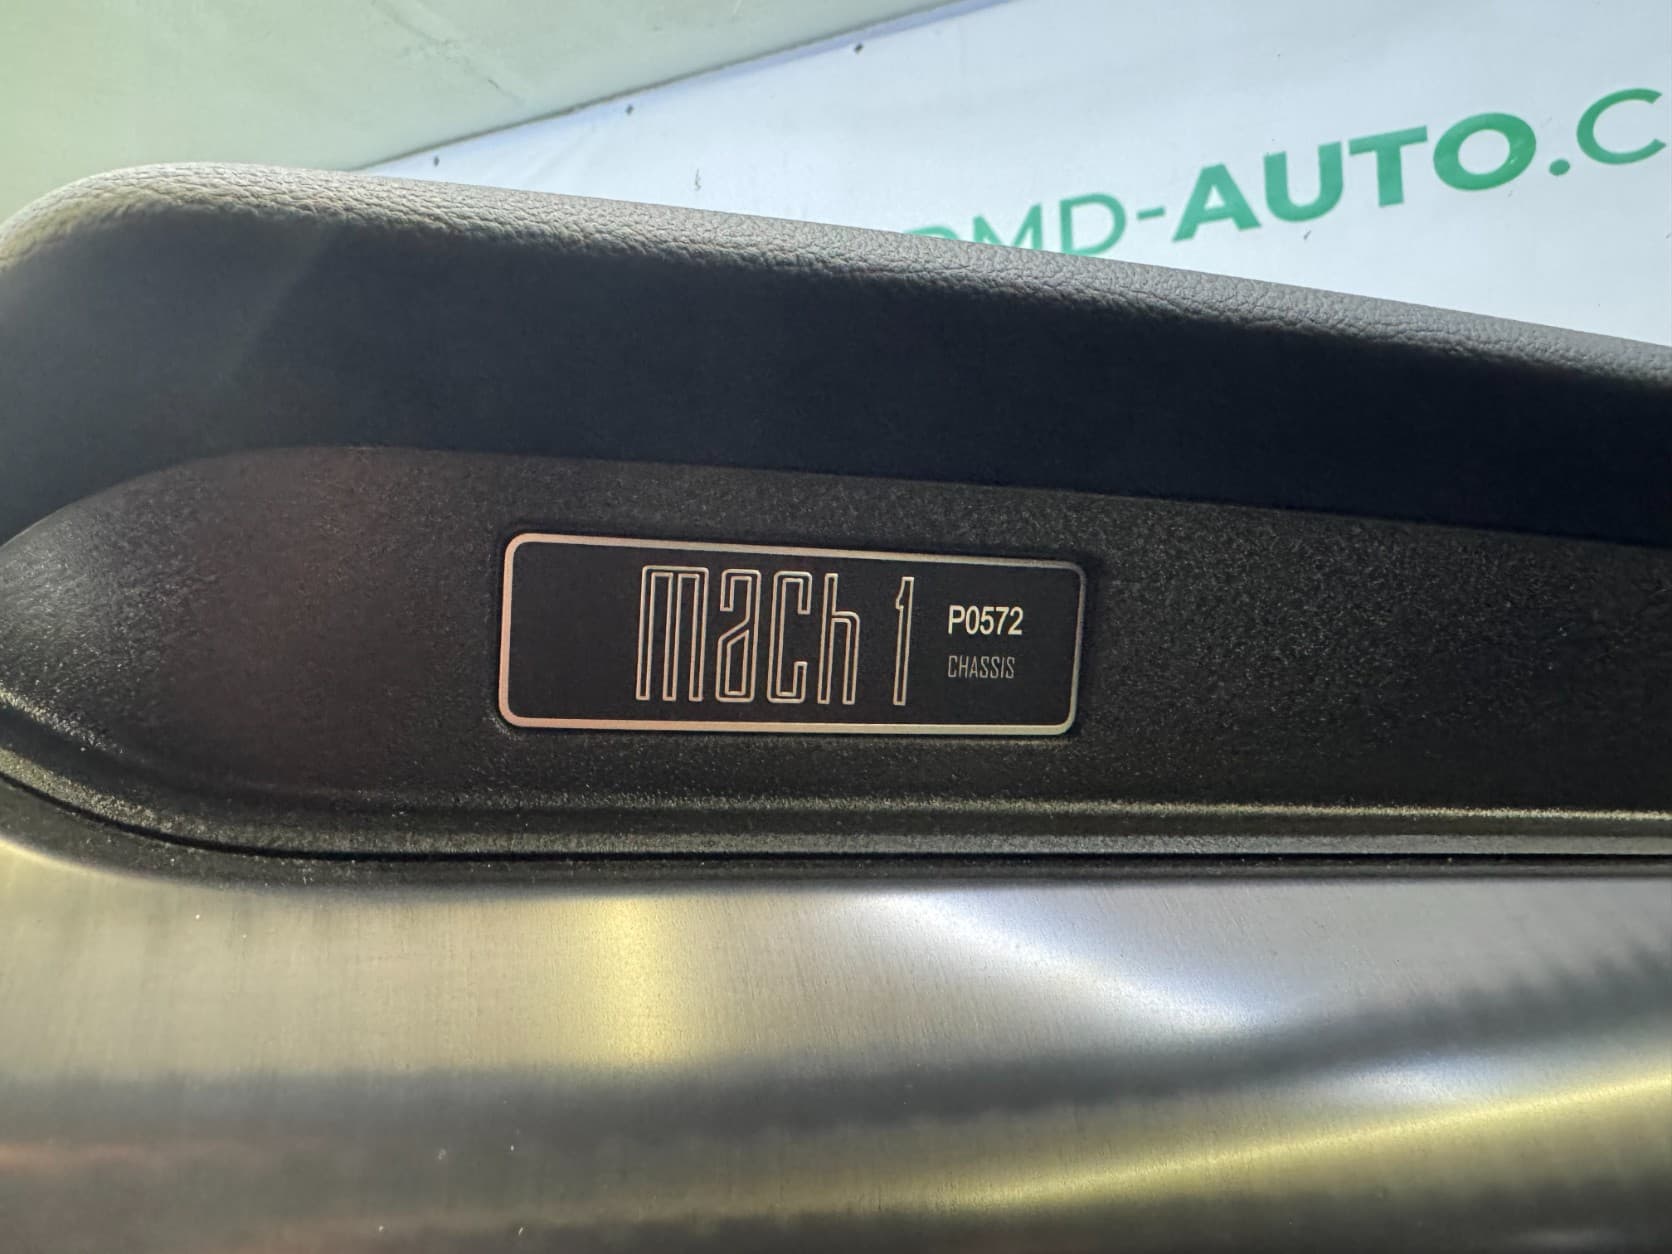 MD-AUTO.C
mach 1
P0572
CHASSIS